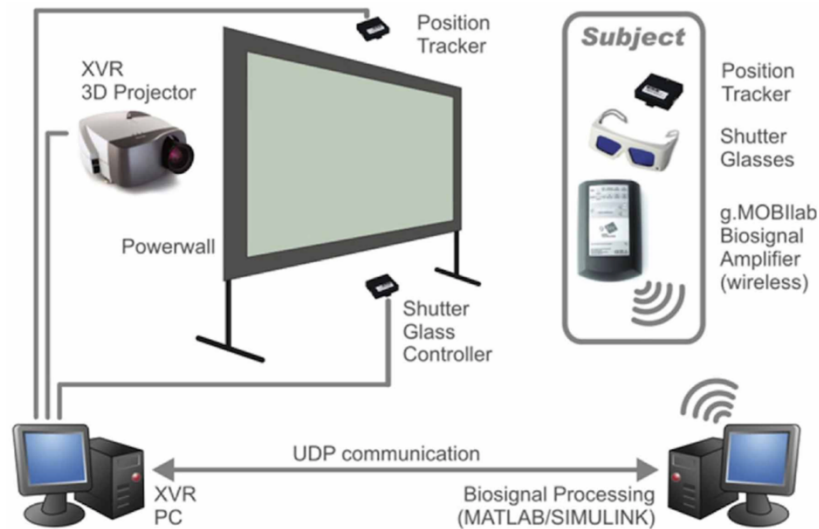 Position
Tracker
XVR
3D Projector
Powerwall
Shutter
Glass
Controller
Subject
Position
Tracker
Shutter
Glasses
g.MOBIlab
Biosignal
Amplifier
(wireless)
UDP communication
XVR
PC
Biosignal Processing
(MATLAB/SIMULINK)